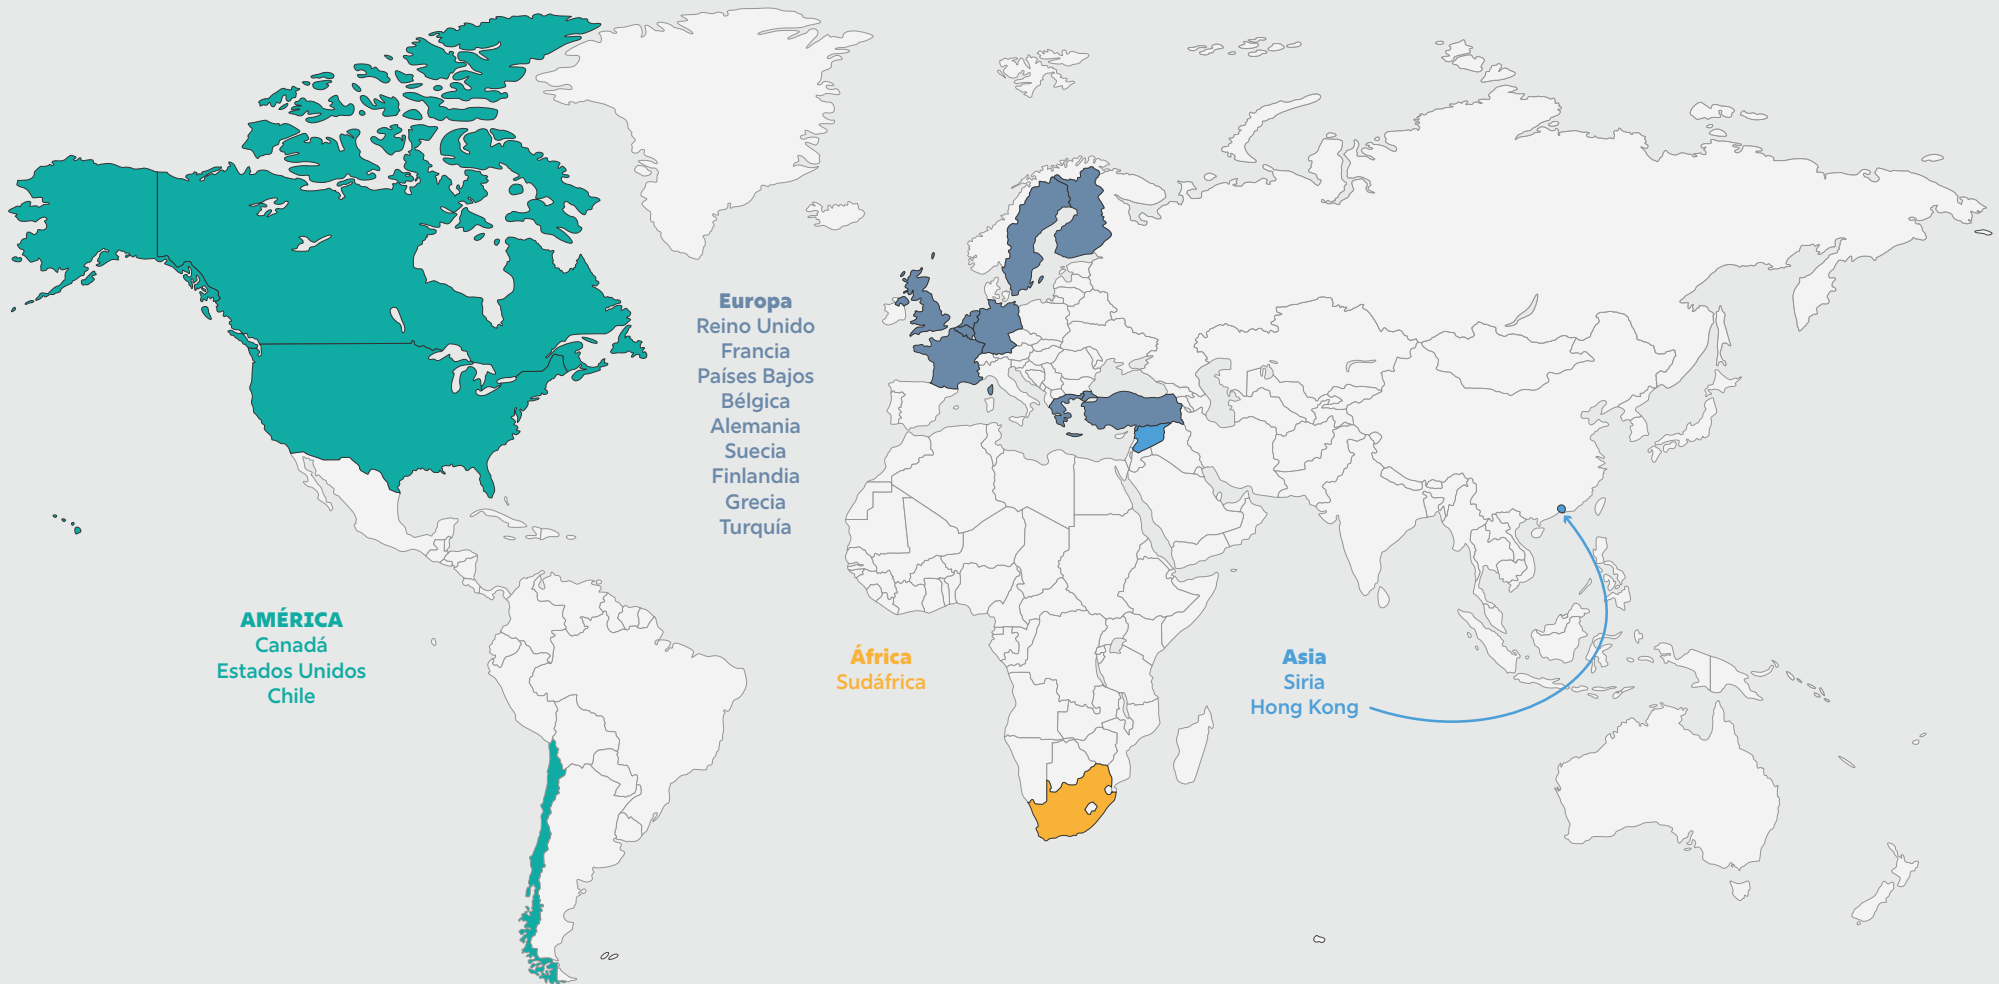 Europa
Reino Unido
Francia
Países Bajos
Bélgica
Alemania
Suecia
Finlandia
Grecia
Turquía
AMÉRICA
Canadá
Estados Unidos
Chile
África
Sudáfrica
Asia
Siria
Hong Kong